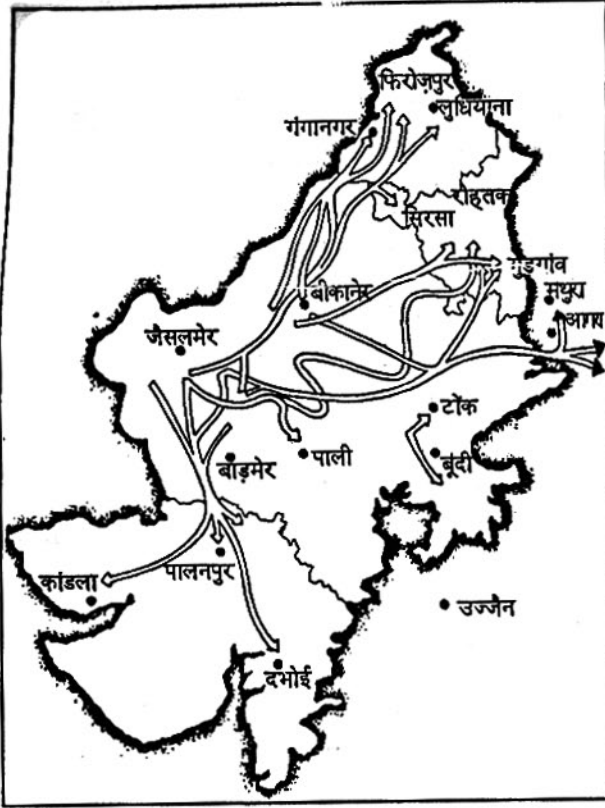 फिरोज़पुर
लुधियाना
गंगानगर
रोहतक
सिरसा
गुड़गांव
बीकानेर
मथुरा
आगरा
जैसलमेर
टोंक
बाड़मेर
पाली
बूंदी
पालनपुर
कांडला
उज्जैन
दभोई